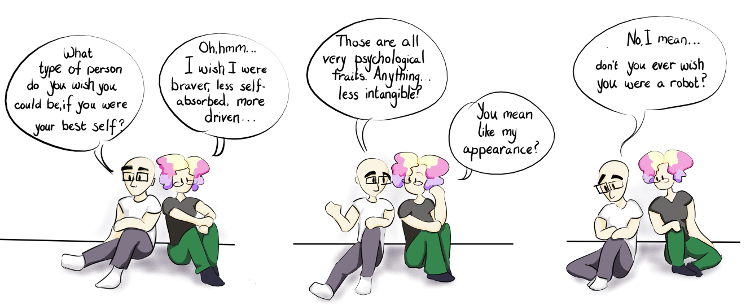 What
type of person
do you wish you
could be, if you were
your best self?
Oh, hmm...
I wish I were
braver, less self-
absorbed, more
driven...
Those are all
very psychological
traits. Anything...
less intangible?
You mean
like my
appearance?
No, I mean...
don't you ever wish
you were a robot?